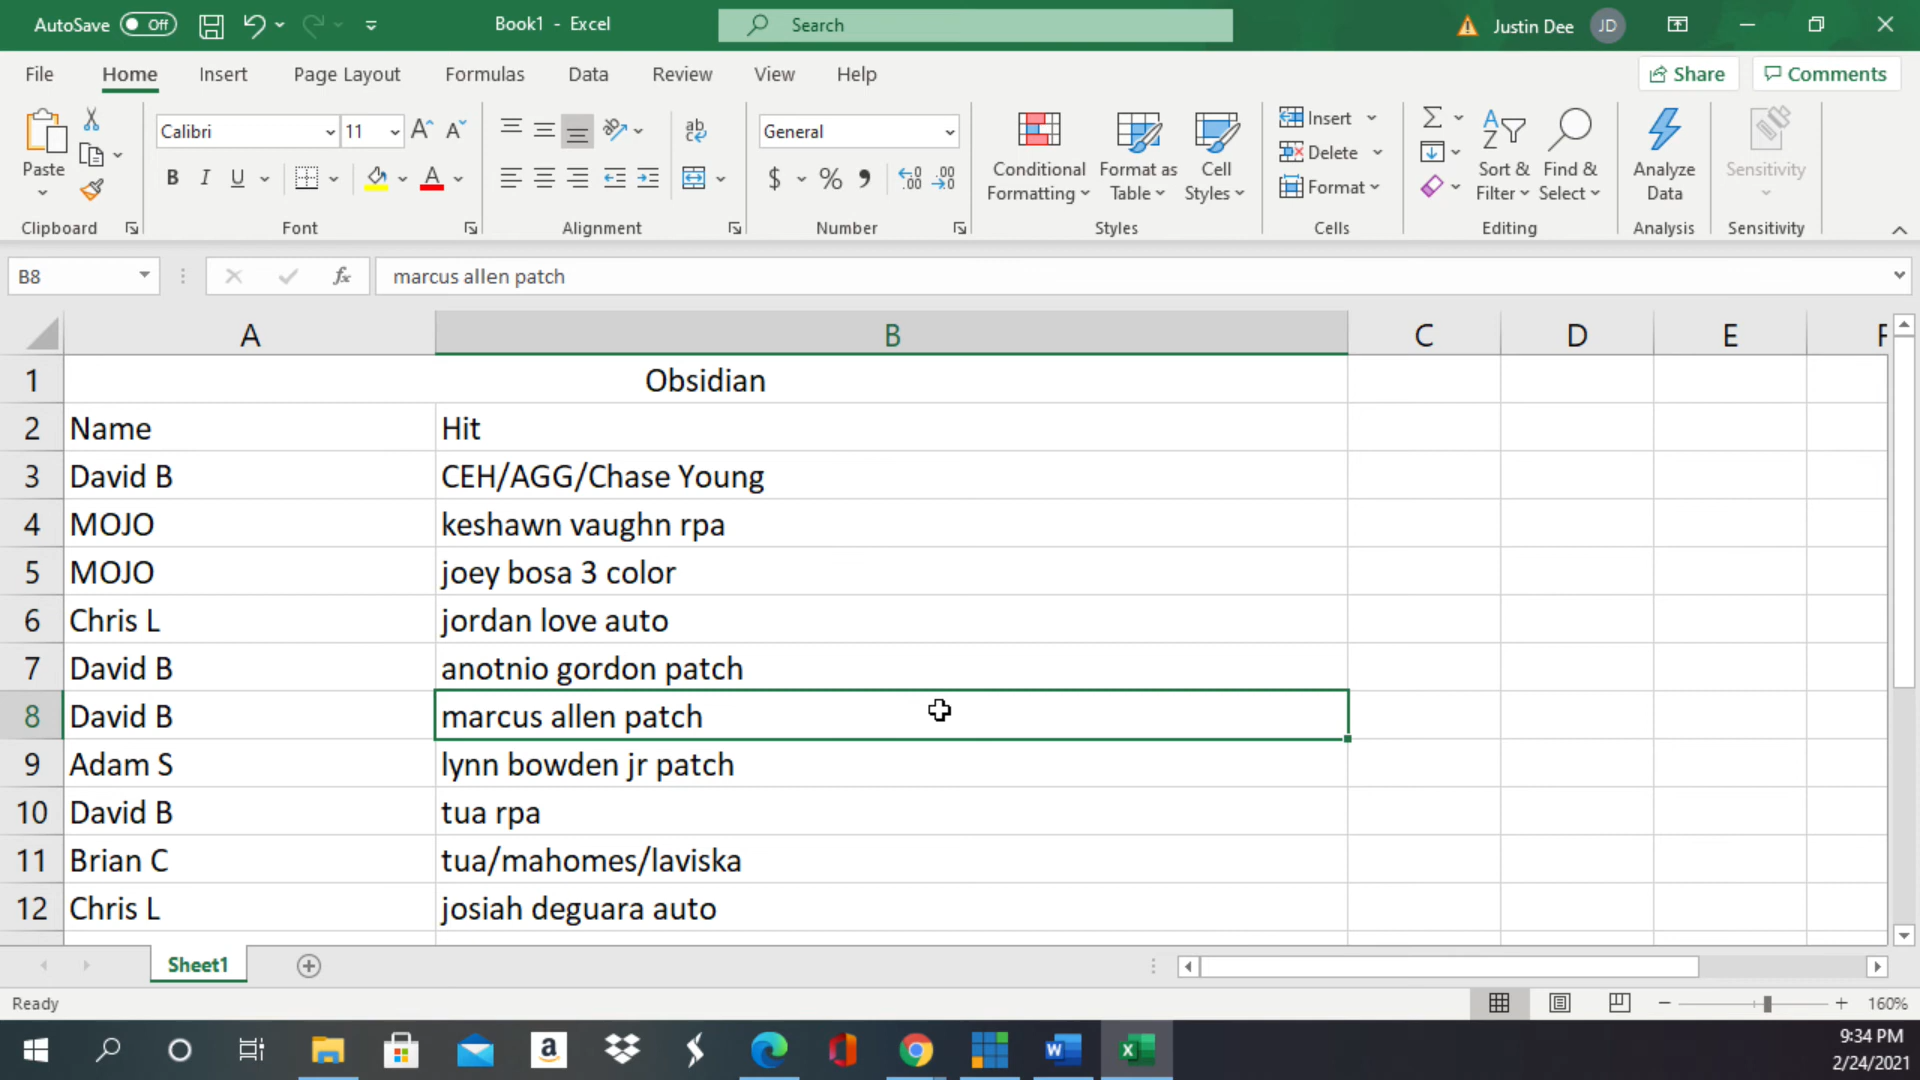 AutoSave Off Book1 - Excel Search Justin Dee JD
File Home Insert Page Layout Formulas Data Review View Help Share Comments
Paste
Calibri 11
B I U A
ab
General
$ % 9
Conditional Formatting
Format as Table
Cell Styles
Insert
Delete
Format
Sort & Filter
Find & Select
Analyze Data
Sensitivity
Clipboard Font Alignment Number Styles Cells Editing Analysis Sensitivity
B8 fx marcus allen patch
A B C D E F
1 Obsidian
2 Name Hit
3 David B CEH/AGG/Chase Young
4 MOJO keshawn vaughn rpa
5 MOJO joey bosa 3 color
6 Chris L jordan love auto
7 David B anotnio gordon patch
8 David B marcus allen patch
9 Adam S lynn bowden jr patch
10 David B tua rpa
11 Brian C tua/mahomes/laviska
12 Chris L josiah deguara auto
Sheet1
Ready 160%
9:34 PM
2/24/2021